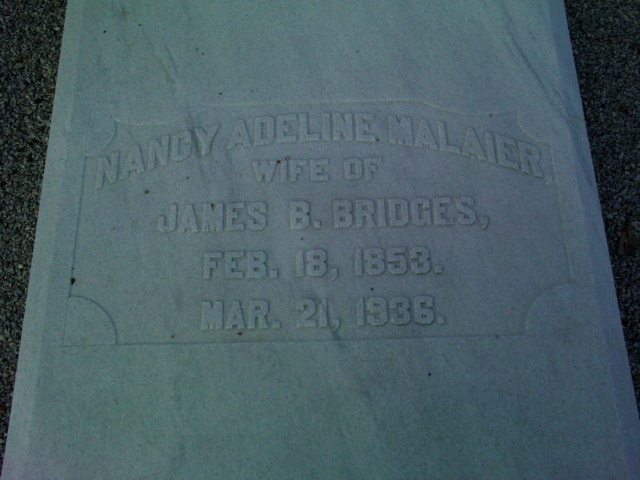 NANCY ADELINE MALAIER,
WIFE OF
JAMES B. BRIDGES,
FEB. 18, 1853.
MAR. 21, 1936.